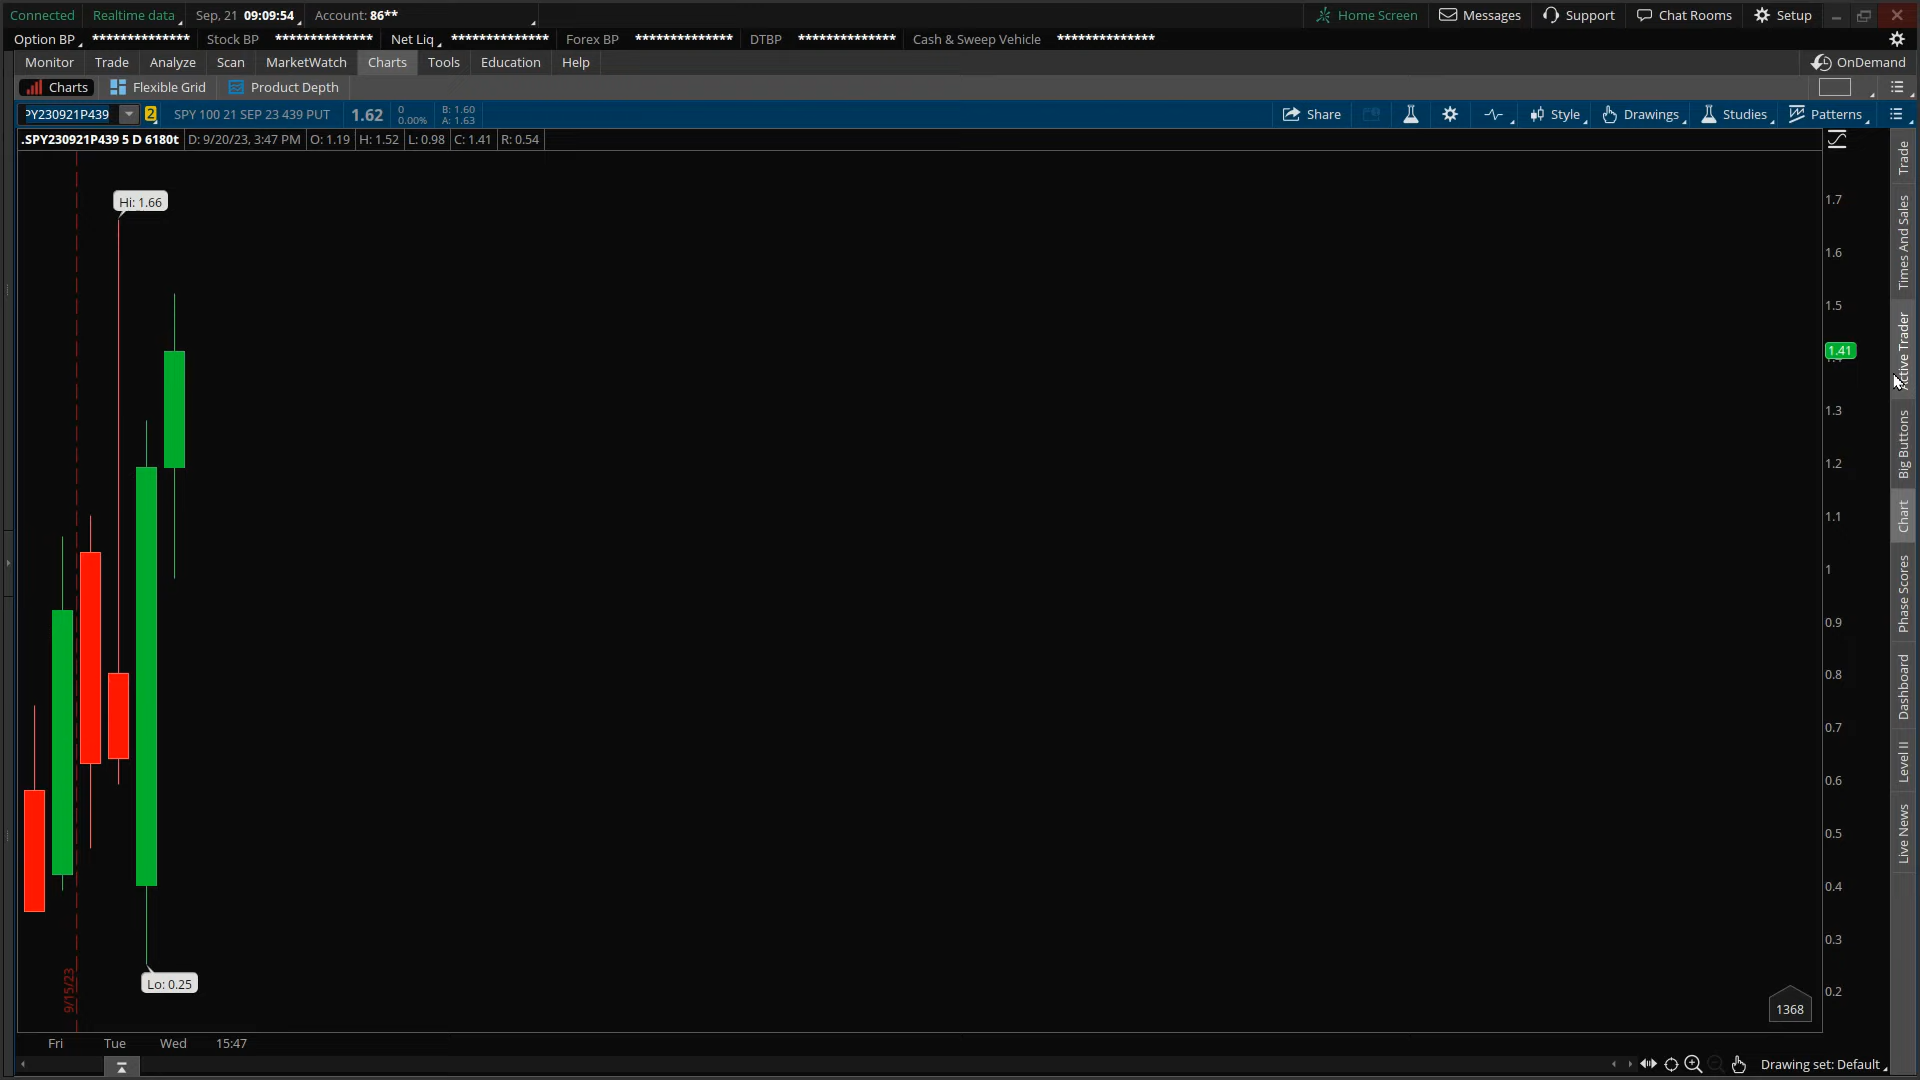 Connected Realtime data Sep, 21 09:09:54 Account: 86** Home Screen Messages Support Chat Rooms Setup
Option BP ************** Stock BP ************** Net Liq ************** Forex BP ************** DTBP ************** Cash & Sweep Vehicle **************
Monitor Trade Analyze Scan MarketWatch Charts Tools Education Help OnDemand
Charts Flexible Grid Product Depth
PY230921P439 2 SPY 100 21 SEP 23 439 PUT 1.62 0 0.00% B: 1.60 A: 1.63 Share Style Drawings Studies Patterns
.SPY230921P439 5 D 6180t D: 9/20/23, 3:47 PM O: 1.19 H: 1.52 L: 0.98 C: 1.41 R: 0.54
Hi: 1.66
Lo: 0.25
9/15/23
1.7
1.6
1.5
1.41
1.3
1.2
1.1
1
0.9
0.8
0.7
0.6
0.5
0.4
0.3
0.2
1368
Fri Tue Wed 15:47
Drawing set: Default
Trade
Times And Sales
Active Trader
Big Buttons
Chart
Phase Scores
Dashboard
Level II
Live News